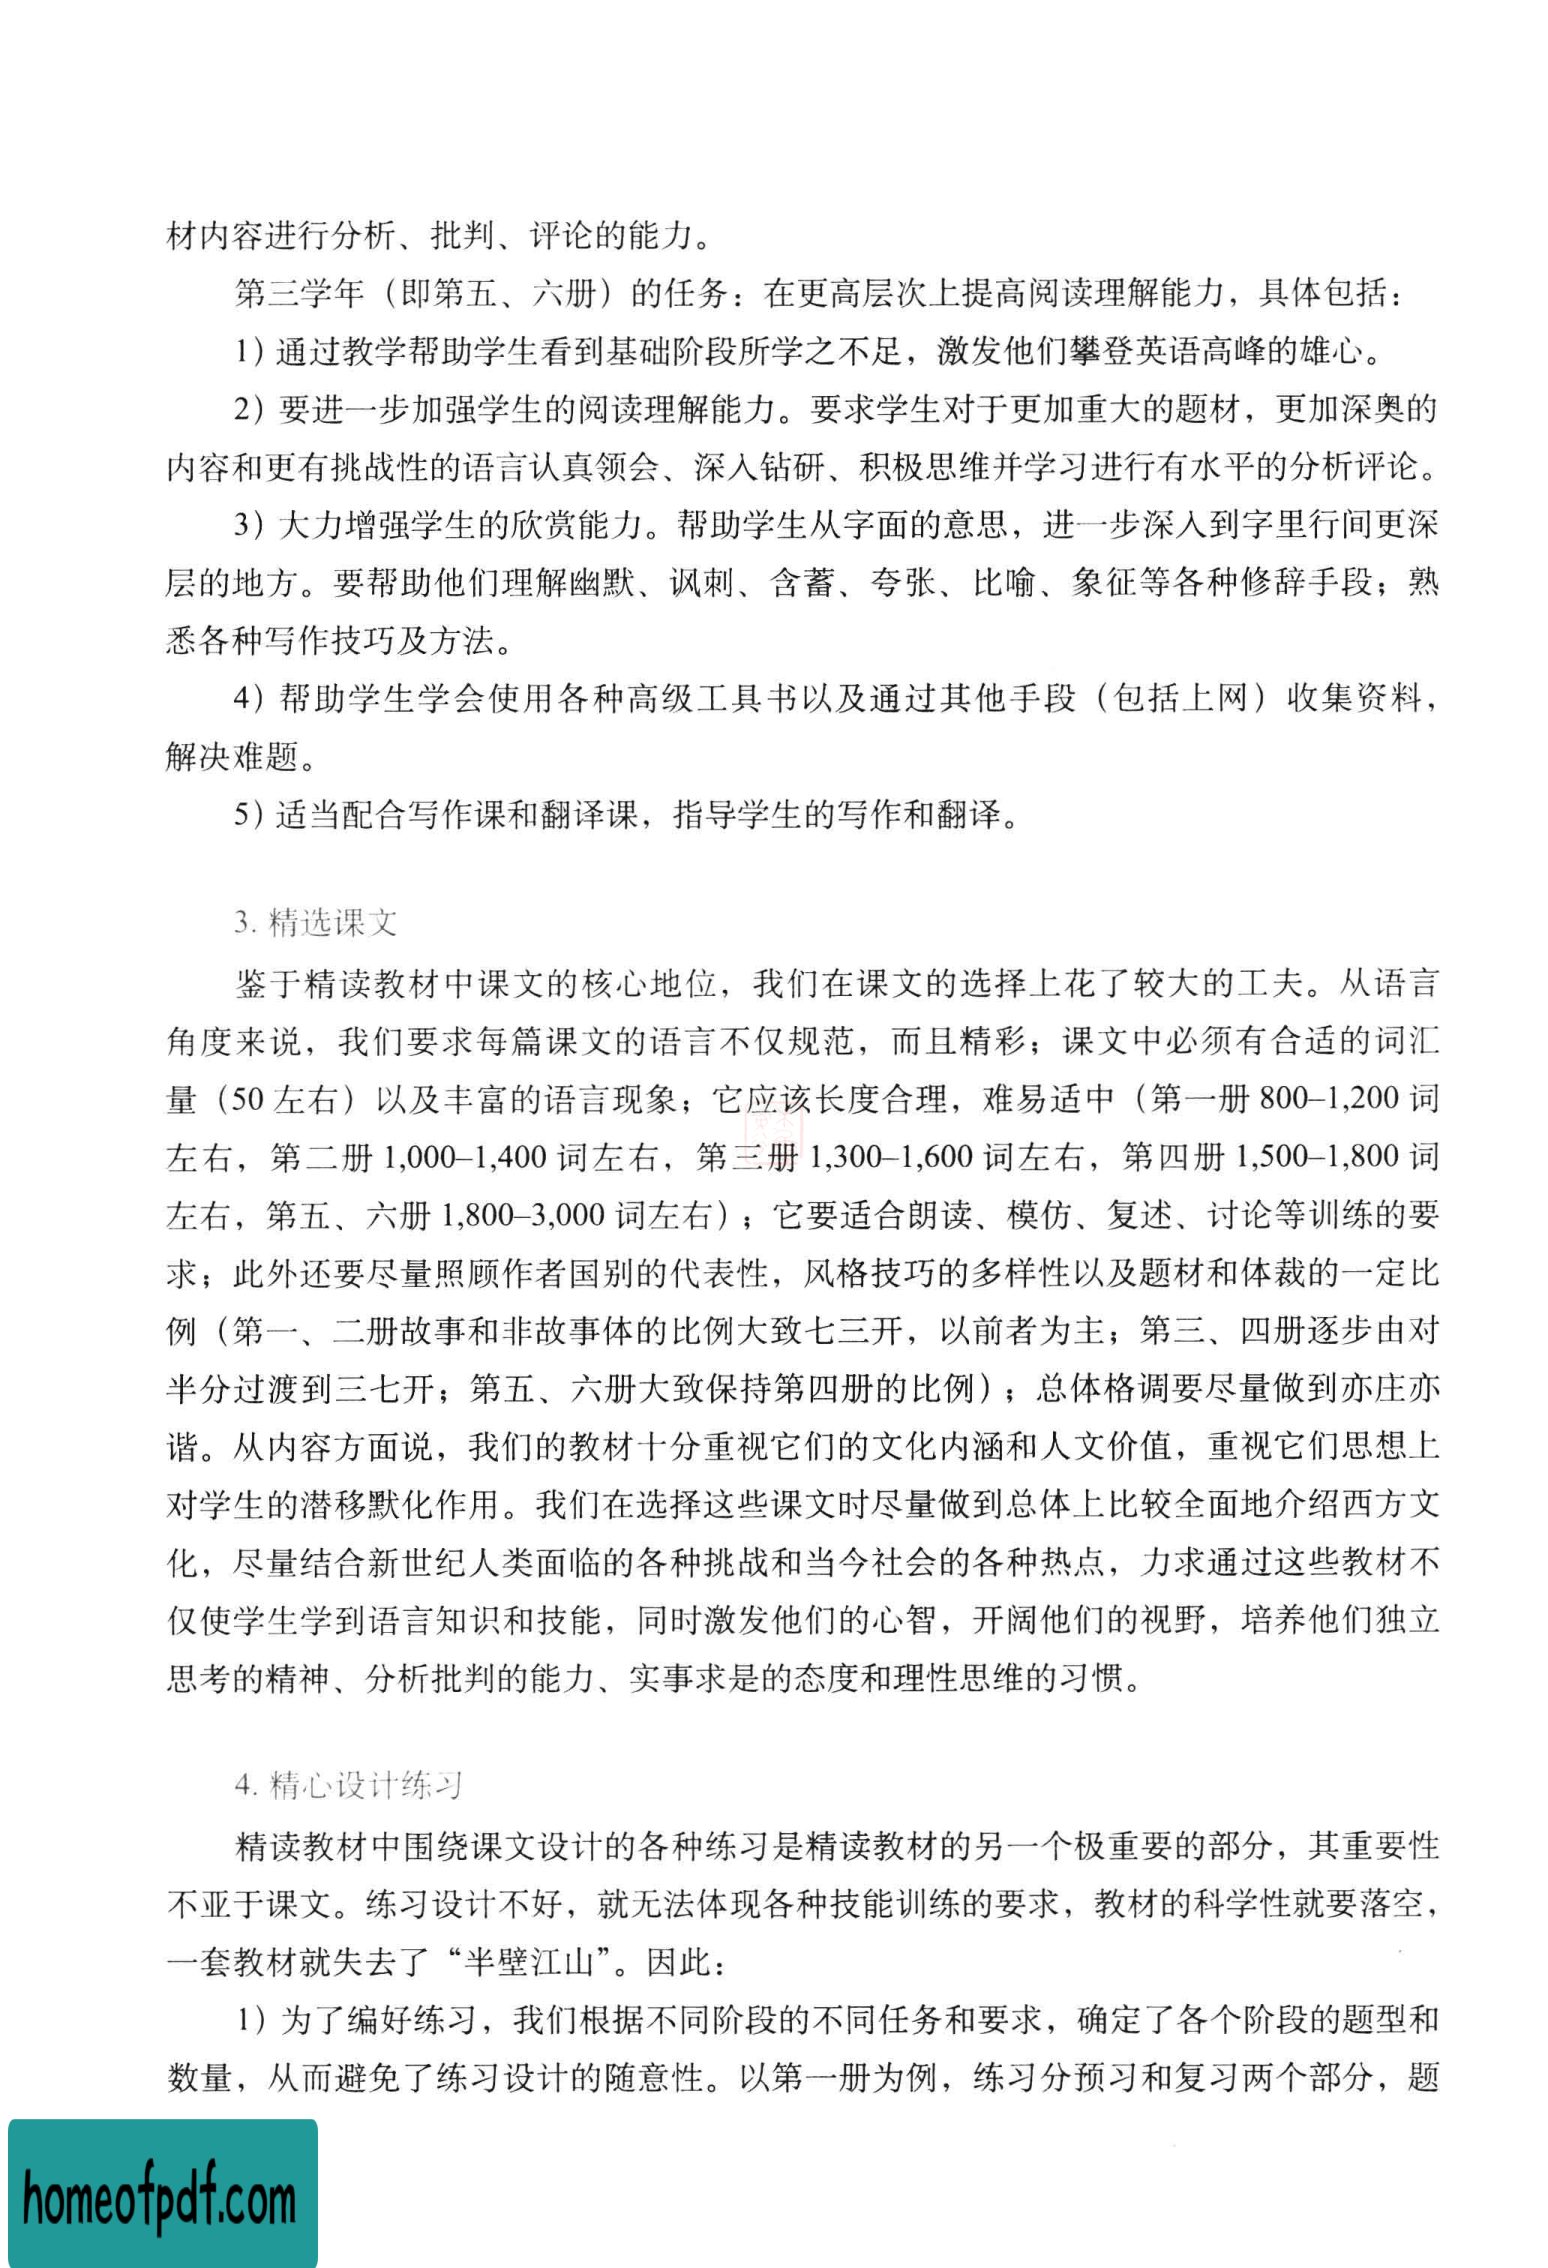 材内容进行分析、批判、评论的能力。
第三学年（即第五、六册）的任务：在更高层次上提高阅读理解能力，具体包括：
1）通过教学帮助学生看到基础阶段所学之不足，激发他们攀登英语高峰的雄心。
2）要进一步加强学生的阅读理解能力。要求学生对于更加重大的题材，更加深奥的
内容和更有挑战性的语言认真领会、深入钻研、积极思维并学习进行有水平的分析评论。
3）大力增强学生的欣赏能力。帮助学生从字面的意思，进一步深入到字里行间更深
层的地方。要帮助他们理解幽默、讽刺、含蓄、夸张、比喻、象征等各种修辞手段；熟
悉各种写作技巧及方法。
4）帮助学生学会使用各种高级工具书以及通过其他手段（包括上网）收集资料，
解决难题。
5）适当配合写作课和翻译课，指导学生的写作和翻译。
3. 精选课文
鉴于精读教材中课文的核心地位，我们在课文的选择上花了较大的工夫。从语言
角度来说，我们要求每篇课文的语言不仅规范，而且精彩；课文中必须有合适的词汇
量（50 左右）以及丰富的语言现象；它应该长度合理，难易适中（第一册 800–1,200 词
左右，第二册 1,000–1,400 词左右，第三册 1,300–1,600 词左右，第四册 1,500–1,800 词
左右，第五、六册 1,800–3,000 词左右）；它要适合朗读、模仿、复述、讨论等训练的要
求；此外还要尽量照顾作者国别的代表性，风格技巧的多样性以及题材和体裁的一定比
例（第一、二册故事和非故事体的比例大致七三开，以前者为主；第三、四册逐步由对
半分过渡到三七开；第五、六册大致保持第四册的比例）；总体格调要尽量做到亦庄亦
谐。从内容方面说，我们的教材十分重视它们的文化内涵和人文价值，重视它们思想上
对学生的潜移默化作用。我们在选择这些课文时尽量做到总体上比较全面地介绍西方文
化，尽量结合新世纪人类面临的各种挑战和当今社会的各种热点，力求通过这些教材不
仅使学生学到语言知识和技能，同时激发他们的心智，开阔他们的视野，培养他们独立
思考的精神、分析批判的能力、实事求是的态度和理性思维的习惯。
4. 精心设计练习
精读教材中围绕课文设计的各种练习是精读教材的另一个极重要的部分，其重要性
不亚于课文。练习设计不好，就无法体现各种技能训练的要求，教材的科学性就要落空，
一套教材就失去了“半壁江山”。因此：
1）为了编好练习，我们根据不同阶段的不同任务和要求，确定了各个阶段的题型和
数量，从而避免了练习设计的随意性。以第一册为例，练习分预习和复习两个部分，题
homeofpdf.com